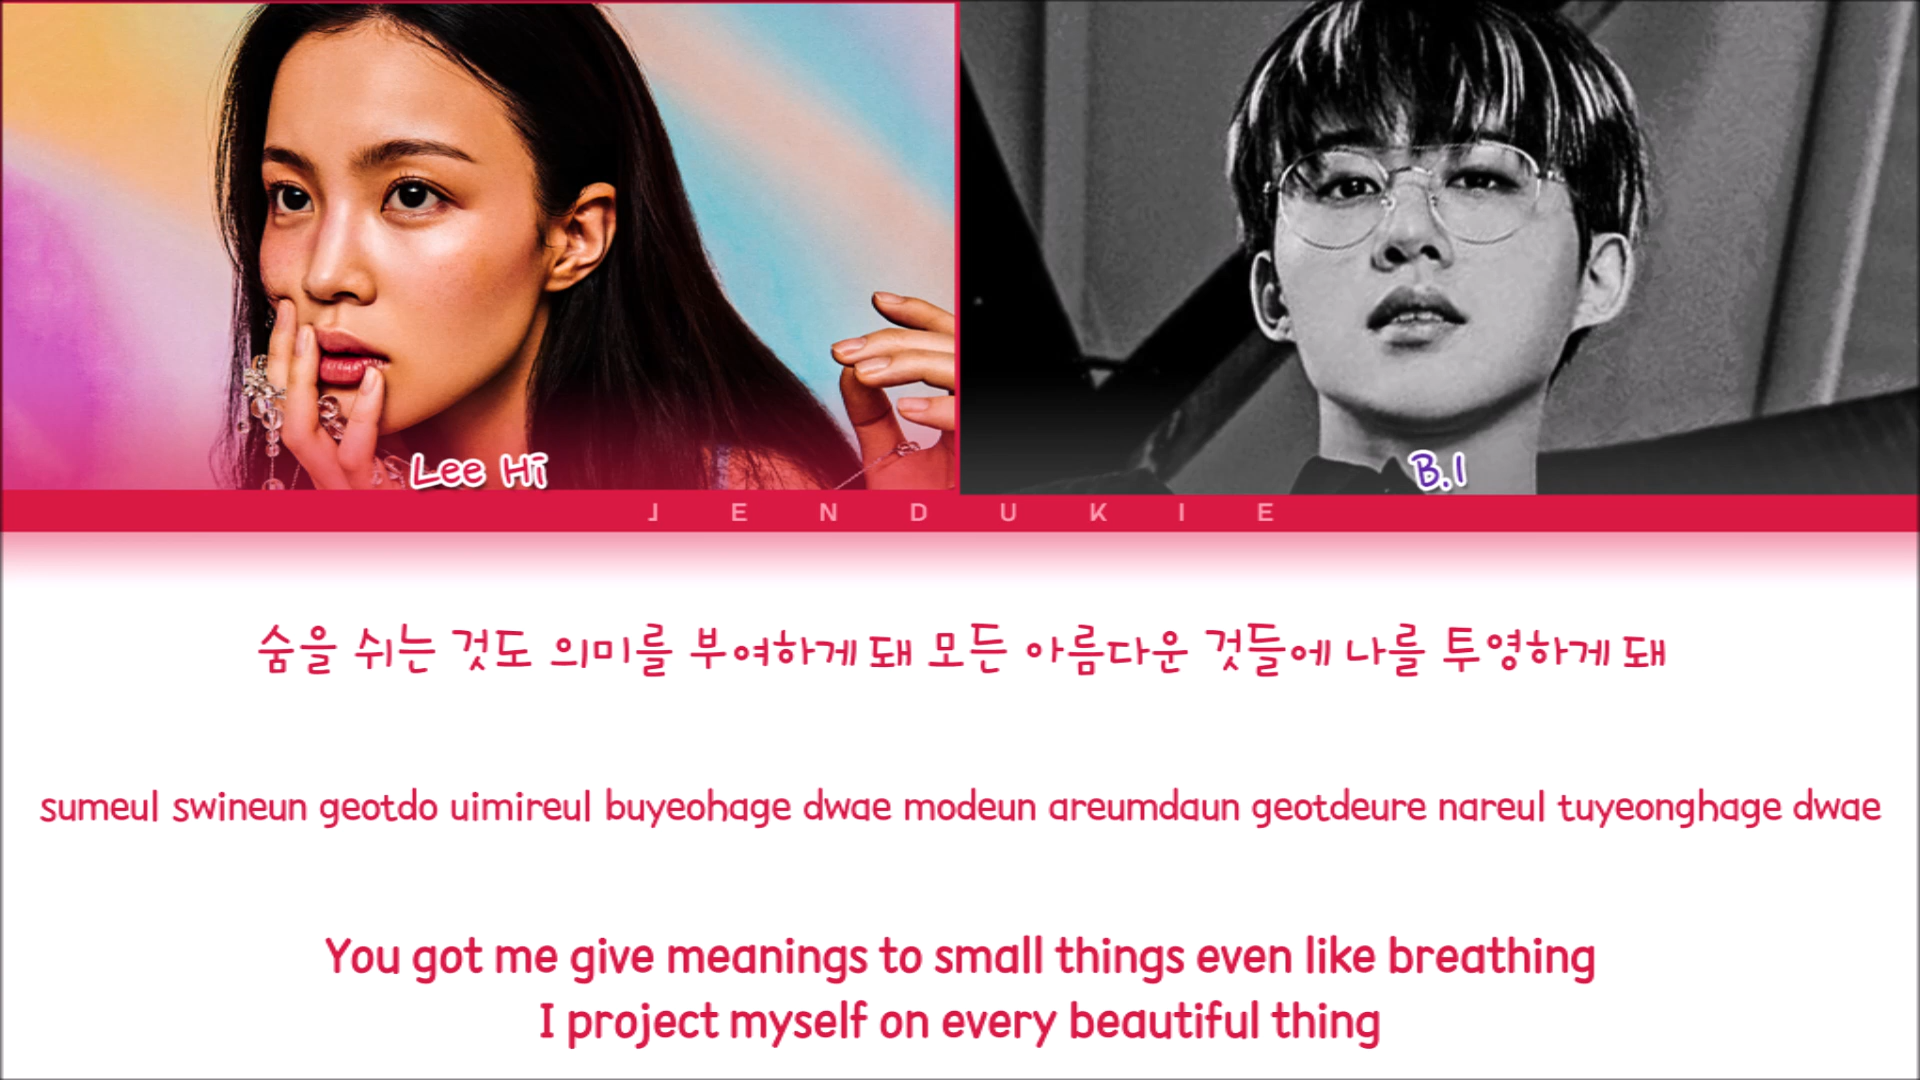 Lee Hi
B.I
JENDUKIE
숨을 쉬는 것도 의미를 부여하게 돼 모든 아름다운 것들에 나를 투영하게 돼
sumeul swineun geotdo uimireul buyeohage dwae modeun areumdaun geotdeure nareul tuyeonghage dwae
You got me give meanings to small things even like breathing
I project myself on every beautiful thing